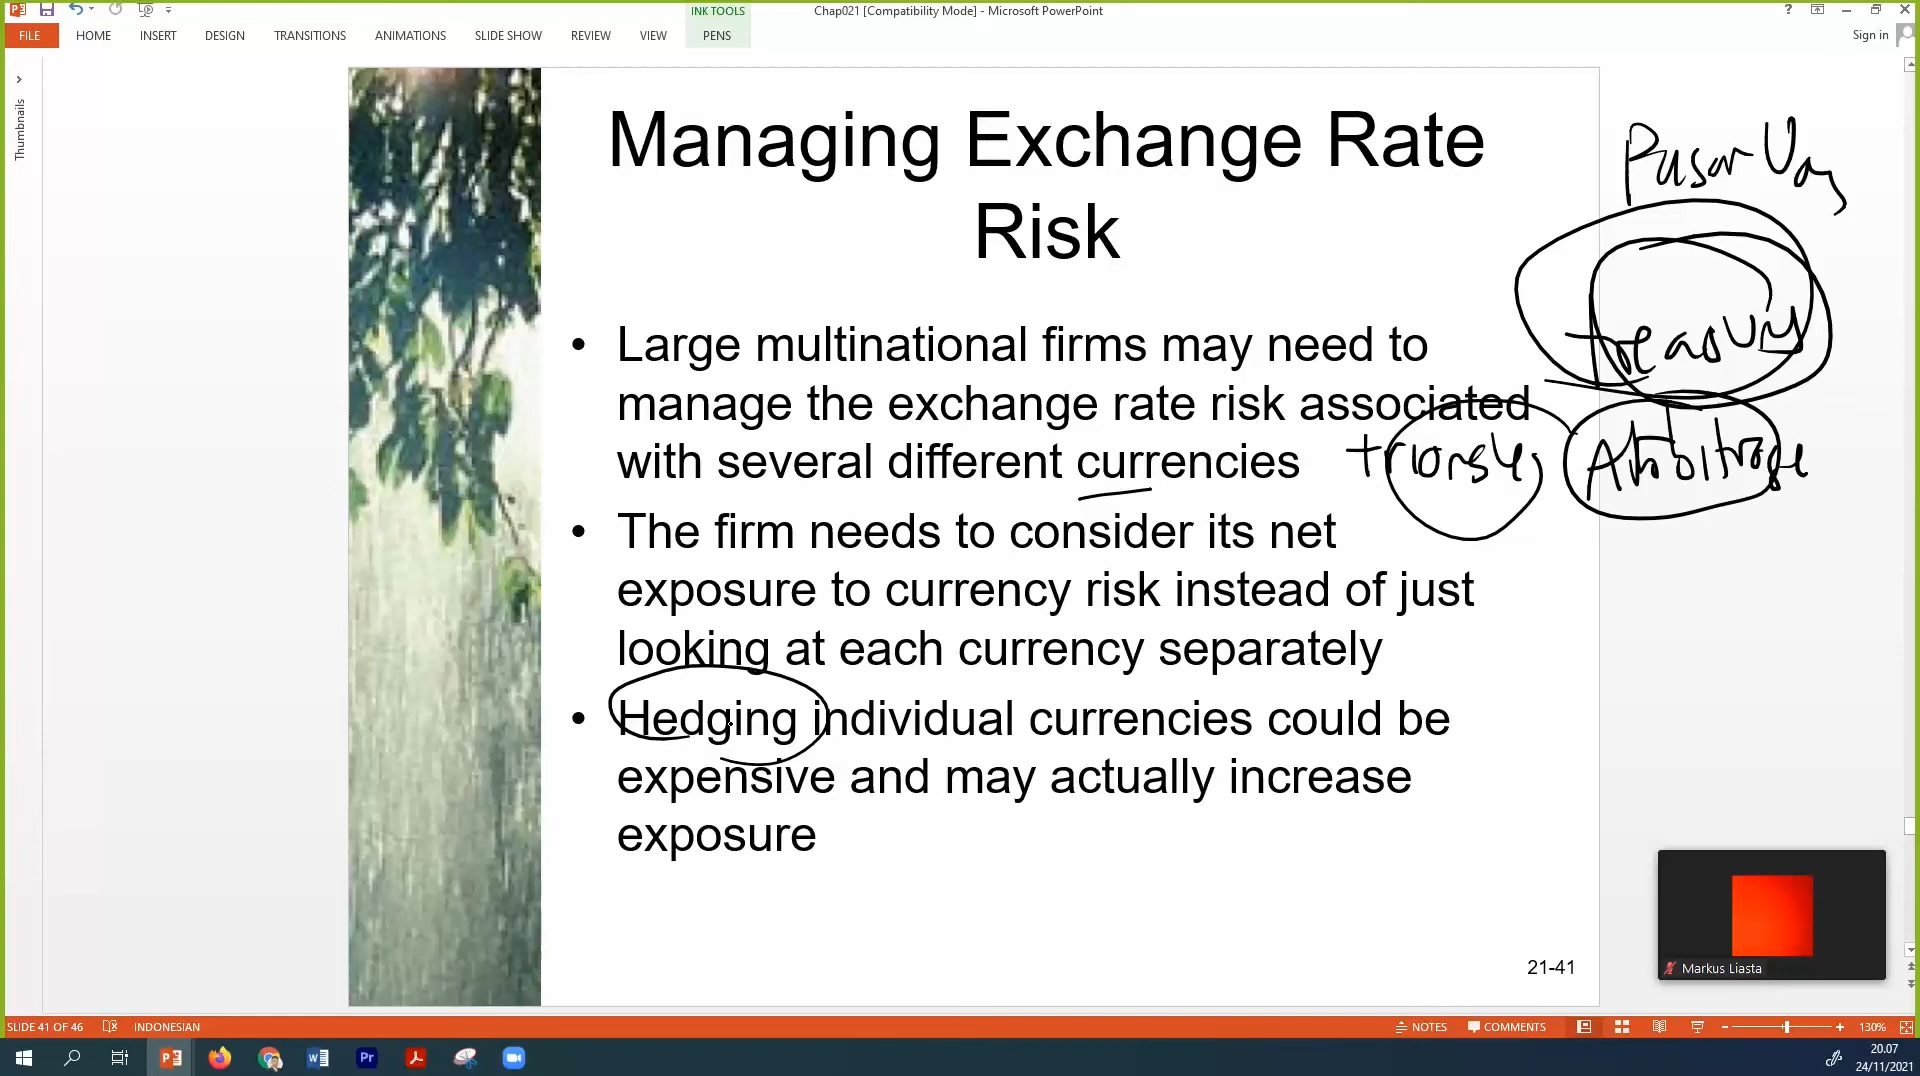 INK TOOLS
Chap021 [Compatibility Mode] - Microsoft PowerPoint
?
FILE HOME INSERT DESIGN TRANSITIONS ANIMATIONS SLIDE SHOW REVIEW VIEW PENS
Sign in
Thumbnails
Managing Exchange Rate
Risk
Pasar Uang
treasury
• Large multinational firms may need to
manage the exchange rate risk associated
with several different currencies
Arbitrage
• The firm needs to consider its net
exposure to currency risk instead of just
looking at each currency separately
• Hedging individual currencies could be
expensive and may actually increase
exposure
21-41
Markus Liasta
SLIDE 41 OF 46 INDONESIAN NOTES COMMENTS 130%
Pr
20.07
24/11/2021